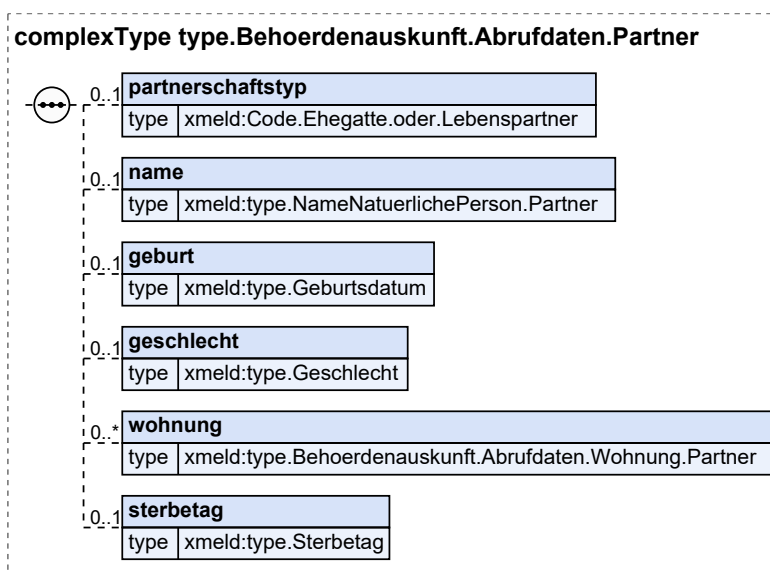 complexType type.Behoerdenauskunft.Abrufdaten.Partner
0..1 partnerschaftstyp
type xmeld:Code.Ehegatte.oder.Lebenspartner
0..1 name
type xmeld:type.NameNatuerlichePerson.Partner
0..1 geburt
type xmeld:type.Geburtsdatum
0..1 geschlecht
type xmeld:type.Geschlecht
0..* wohnung
type xmeld:type.Behoerdenauskunft.Abrufdaten.Wohnung.Partner
0..1 sterbetag
type xmeld:type.Sterbetag